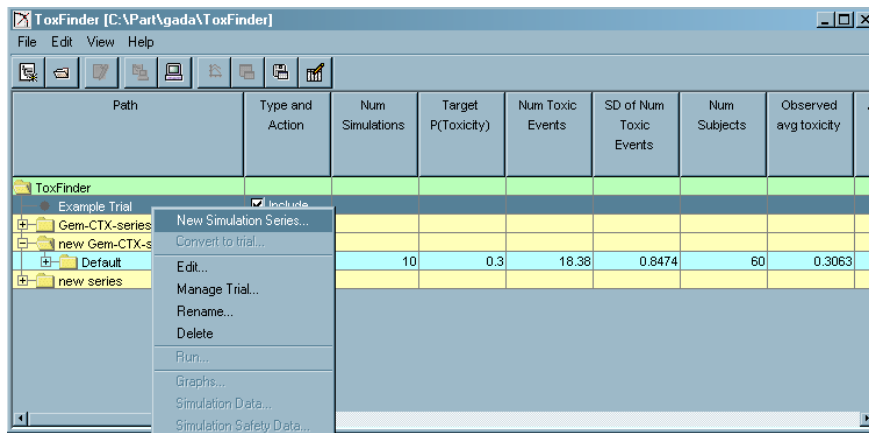 ToxFinder [C:\Part\gada\ToxFinder]
File Edit View Help
Path
Type and Action
Num Simulations
Target P(Toxicity)
Num Toxic Events
SD of Num Toxic Events
Num Subjects
Observed avg toxicity
ToxFinder
Example Trial Include
Gem-CTX-series
new Gem-CTX-s
Default 10 0.3 18.38 0.8474 60 0.3063
new series
New Simulation Series...
Convert to trial...
Edit...
Manage Trial...
Rename...
Delete
Run...
Graphs...
Simulation Data...
Simulation Safety Data...